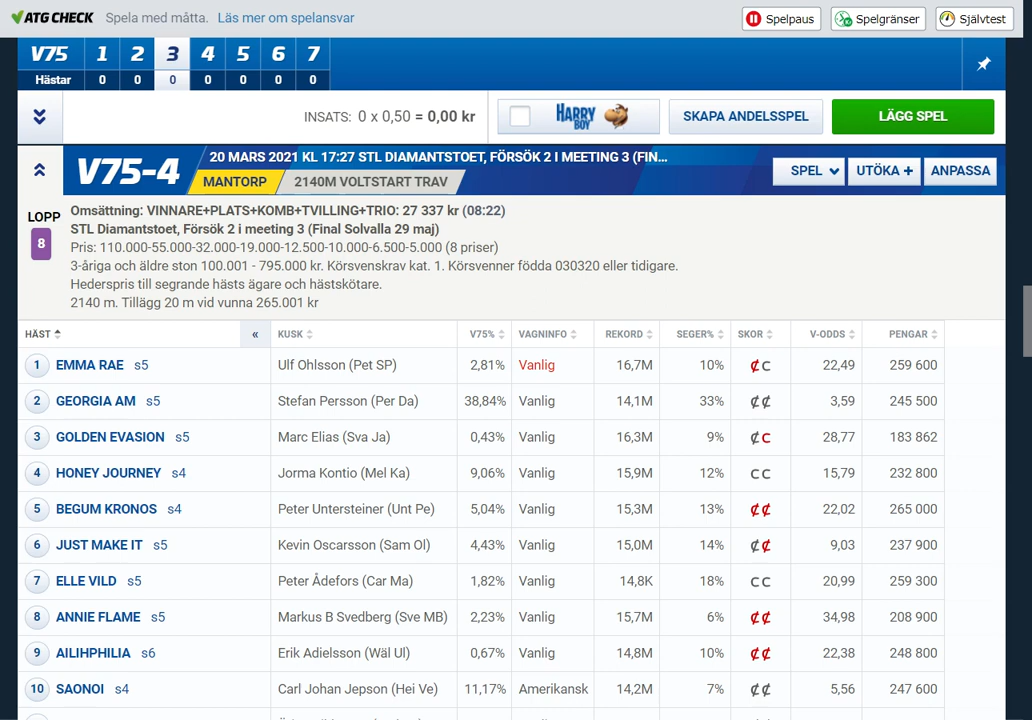 ATG CHECK Spela med måtta. Läs mer om spelansvar Spelpaus Spelgränser Självtest
V75 1 2 3 4 5 6 7
Hästar 0 0 0 0 0 0 0
INSATS: 0 x 0,50 = 0,00 kr HARRY BOY SKAPA ANDELSSPEL LÄGG SPEL
V75-4 20 MARS 2021 KL 17:27 STL DIAMANTSTOET, FÖRSÖK 2 I MEETING 3 (FIN...
MANTORP 2140M VOLTSTART TRAV SPEL UTÖKA + ANPASSA
LOPP 8
Omsättning: VINNARE+PLATS+KOMB+TVILLING+TRIO: 27 337 kr (08:22)
STL Diamantstoet, Försök 2 i meeting 3 (Final Solvalla 29 maj)
Pris: 110.000-55.000-32.000-19.000-12.500-10.000-6.500-5.000 (8 priser)
3-åriga och äldre ston 100.001 - 795.000 kr. Körsvenskrav kat. 1. Körsvenner födda 030320 eller tidigare.
Hederspris till segrande hästs ägare och hästskötare.
2140 m. Tillägg 20 m vid vunna 265.001 kr
HÄST « KUSK V75% VAGNINFO REKORD SEGER% SKOR V-ODDS PENGAR
1 EMMA RAE s5 Ulf Ohlsson (Pet SP) 2,81% Vanlig 16,7M 10% ȼ c 22,49 259 600
2 GEORGIA AM s5 Stefan Persson (Per Da) 38,84% Vanlig 14,1M 33% ȼ ȼ 3,59 245 500
3 GOLDEN EVASION s5 Marc Elias (Sva Ja) 0,43% Vanlig 16,3M 9% ȼ c 28,77 183 862
4 HONEY JOURNEY s4 Jorma Kontio (Mel Ka) 9,06% Vanlig 15,9M 12% c c 15,79 232 800
5 BEGUM KRONOS s4 Peter Untersteiner (Unt Pe) 5,04% Vanlig 15,3M 13% ȼ ȼ 22,02 265 000
6 JUST MAKE IT s5 Kevin Oscarsson (Sam Ol) 4,43% Vanlig 15,0M 14% ȼ ȼ 9,03 237 900
7 ELLE VILD s5 Peter Ådefors (Car Ma) 1,82% Vanlig 14,8K 18% c c 20,99 259 300
8 ANNIE FLAME s5 Markus B Svedberg (Sve MB) 2,23% Vanlig 15,7M 6% ȼ ȼ 34,98 208 900
9 AILIHPHILIA s6 Erik Adielsson (Wäl Ul) 0,67% Vanlig 14,8M 10% ȼ ȼ 22,38 248 800
10 SAONOI s4 Carl Johan Jepson (Hei Ve) 11,17% Amerikansk 14,2M 7% ȼ ȼ 5,56 247 600